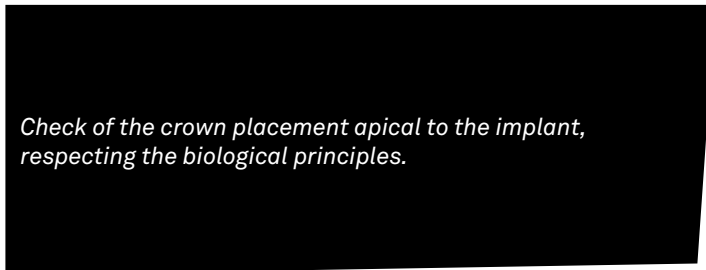 Check of the crown placement apical to the implant,
respecting the biological principles.